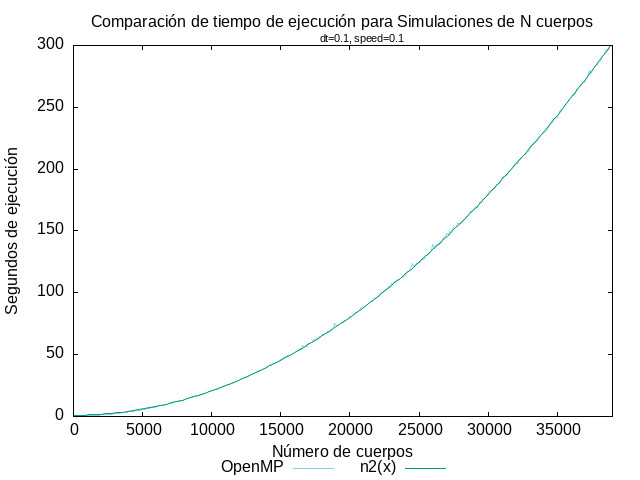 Comparación de tiempo de ejecución para Simulaciones de N cuerpos
dt=0.1, speed=0.1
300
250
200
150
100
50
0
Segundos de ejecución
0 5000 10000 15000 20000 25000 30000 35000
Número de cuerpos
OpenMP n2(x)